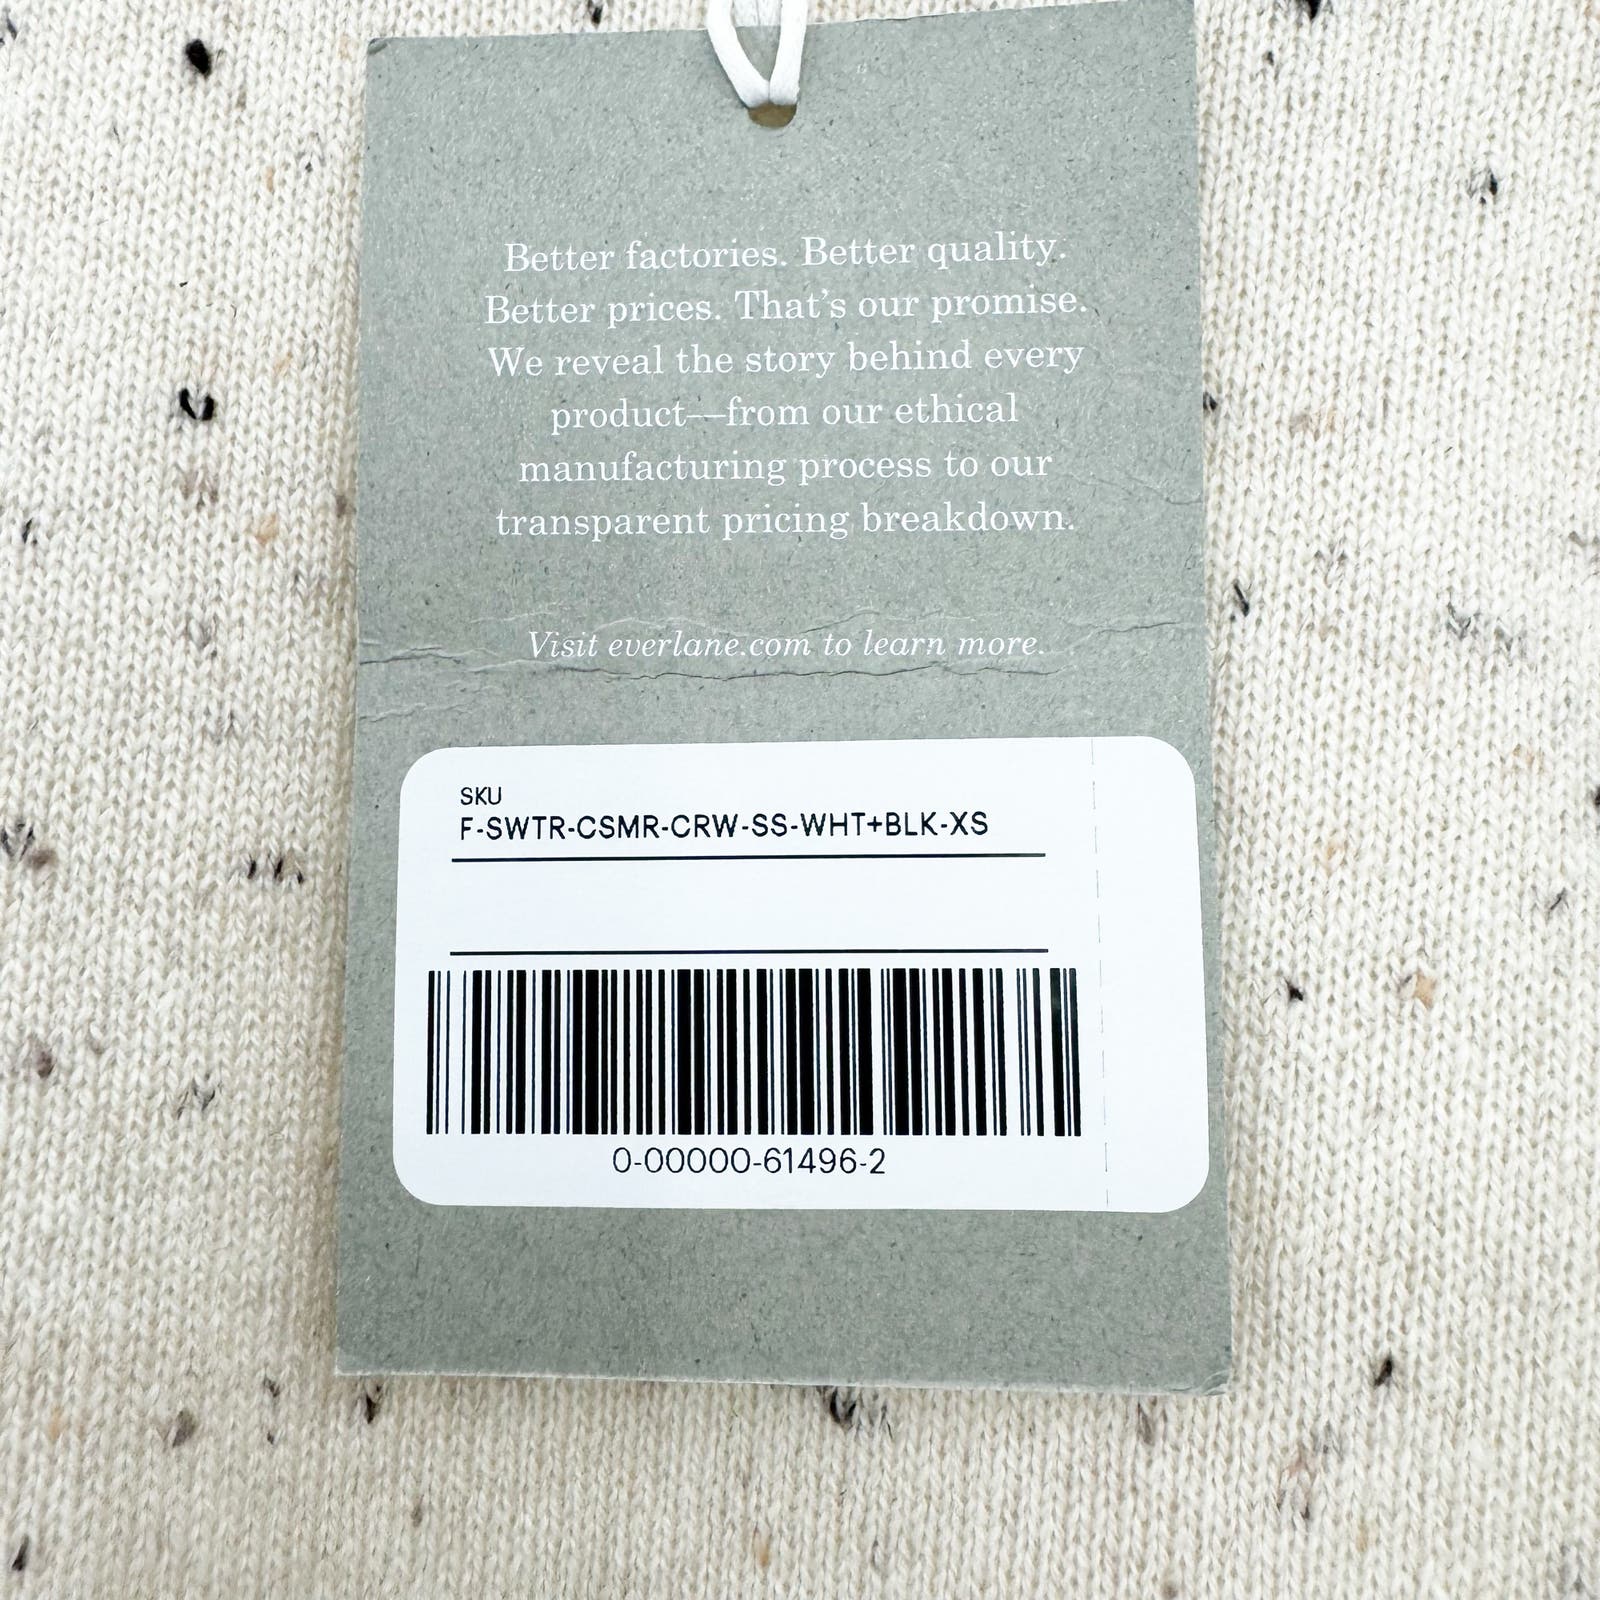 Better factories. Better quality.
Better prices. That's our promise.
We reveal the story behind every
product—from our ethical
manufacturing process to our
transparent pricing breakdown.
Visit everlane.com to learn more.
SKU
F-SWTR-CSMR-CRW-SS-WHT+BLK-XS
0-00000-61496-2